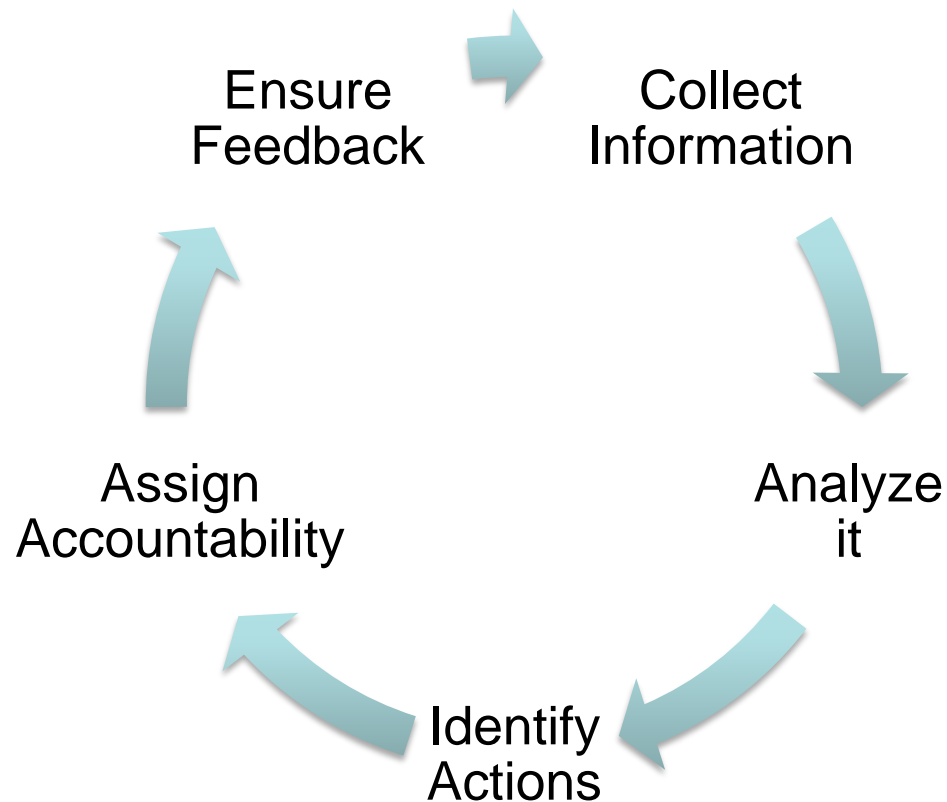 Ensure
Feedback
Collect
Information
Analyze
it
Identify
Actions
Assign
Accountability